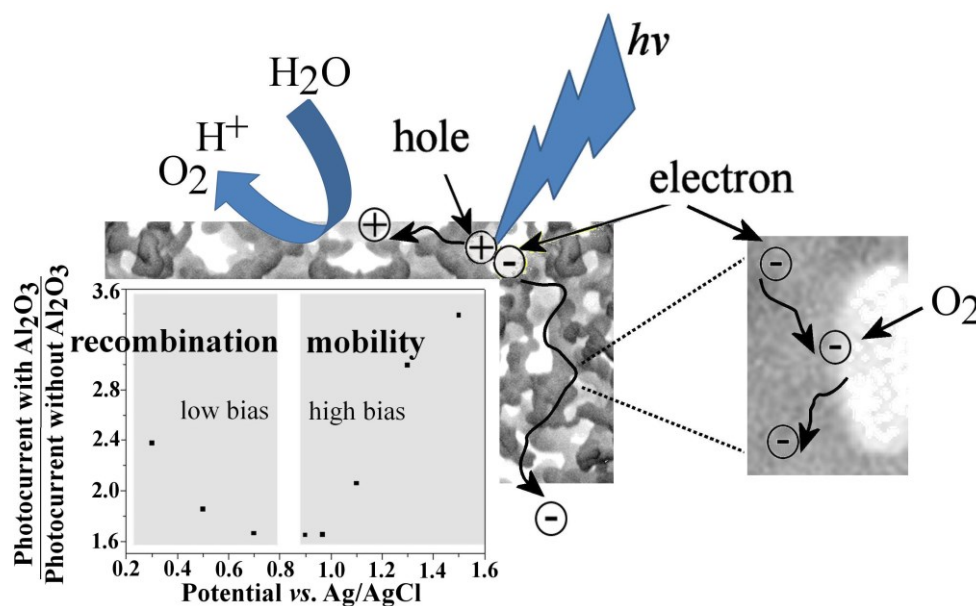 hv
H2O
H+
O2
hole
electron
+
+
-
-
-
-
-
O2
recombination
mobility
low bias
high bias
Photocurrent with Al2O3
Photocurrent without Al2O3
3.6
3.2
2.8
2.4
2.0
1.6
0.2 0.4 0.6 0.8 1.0 1.2 1.4 1.6
Potential vs. Ag/AgCl